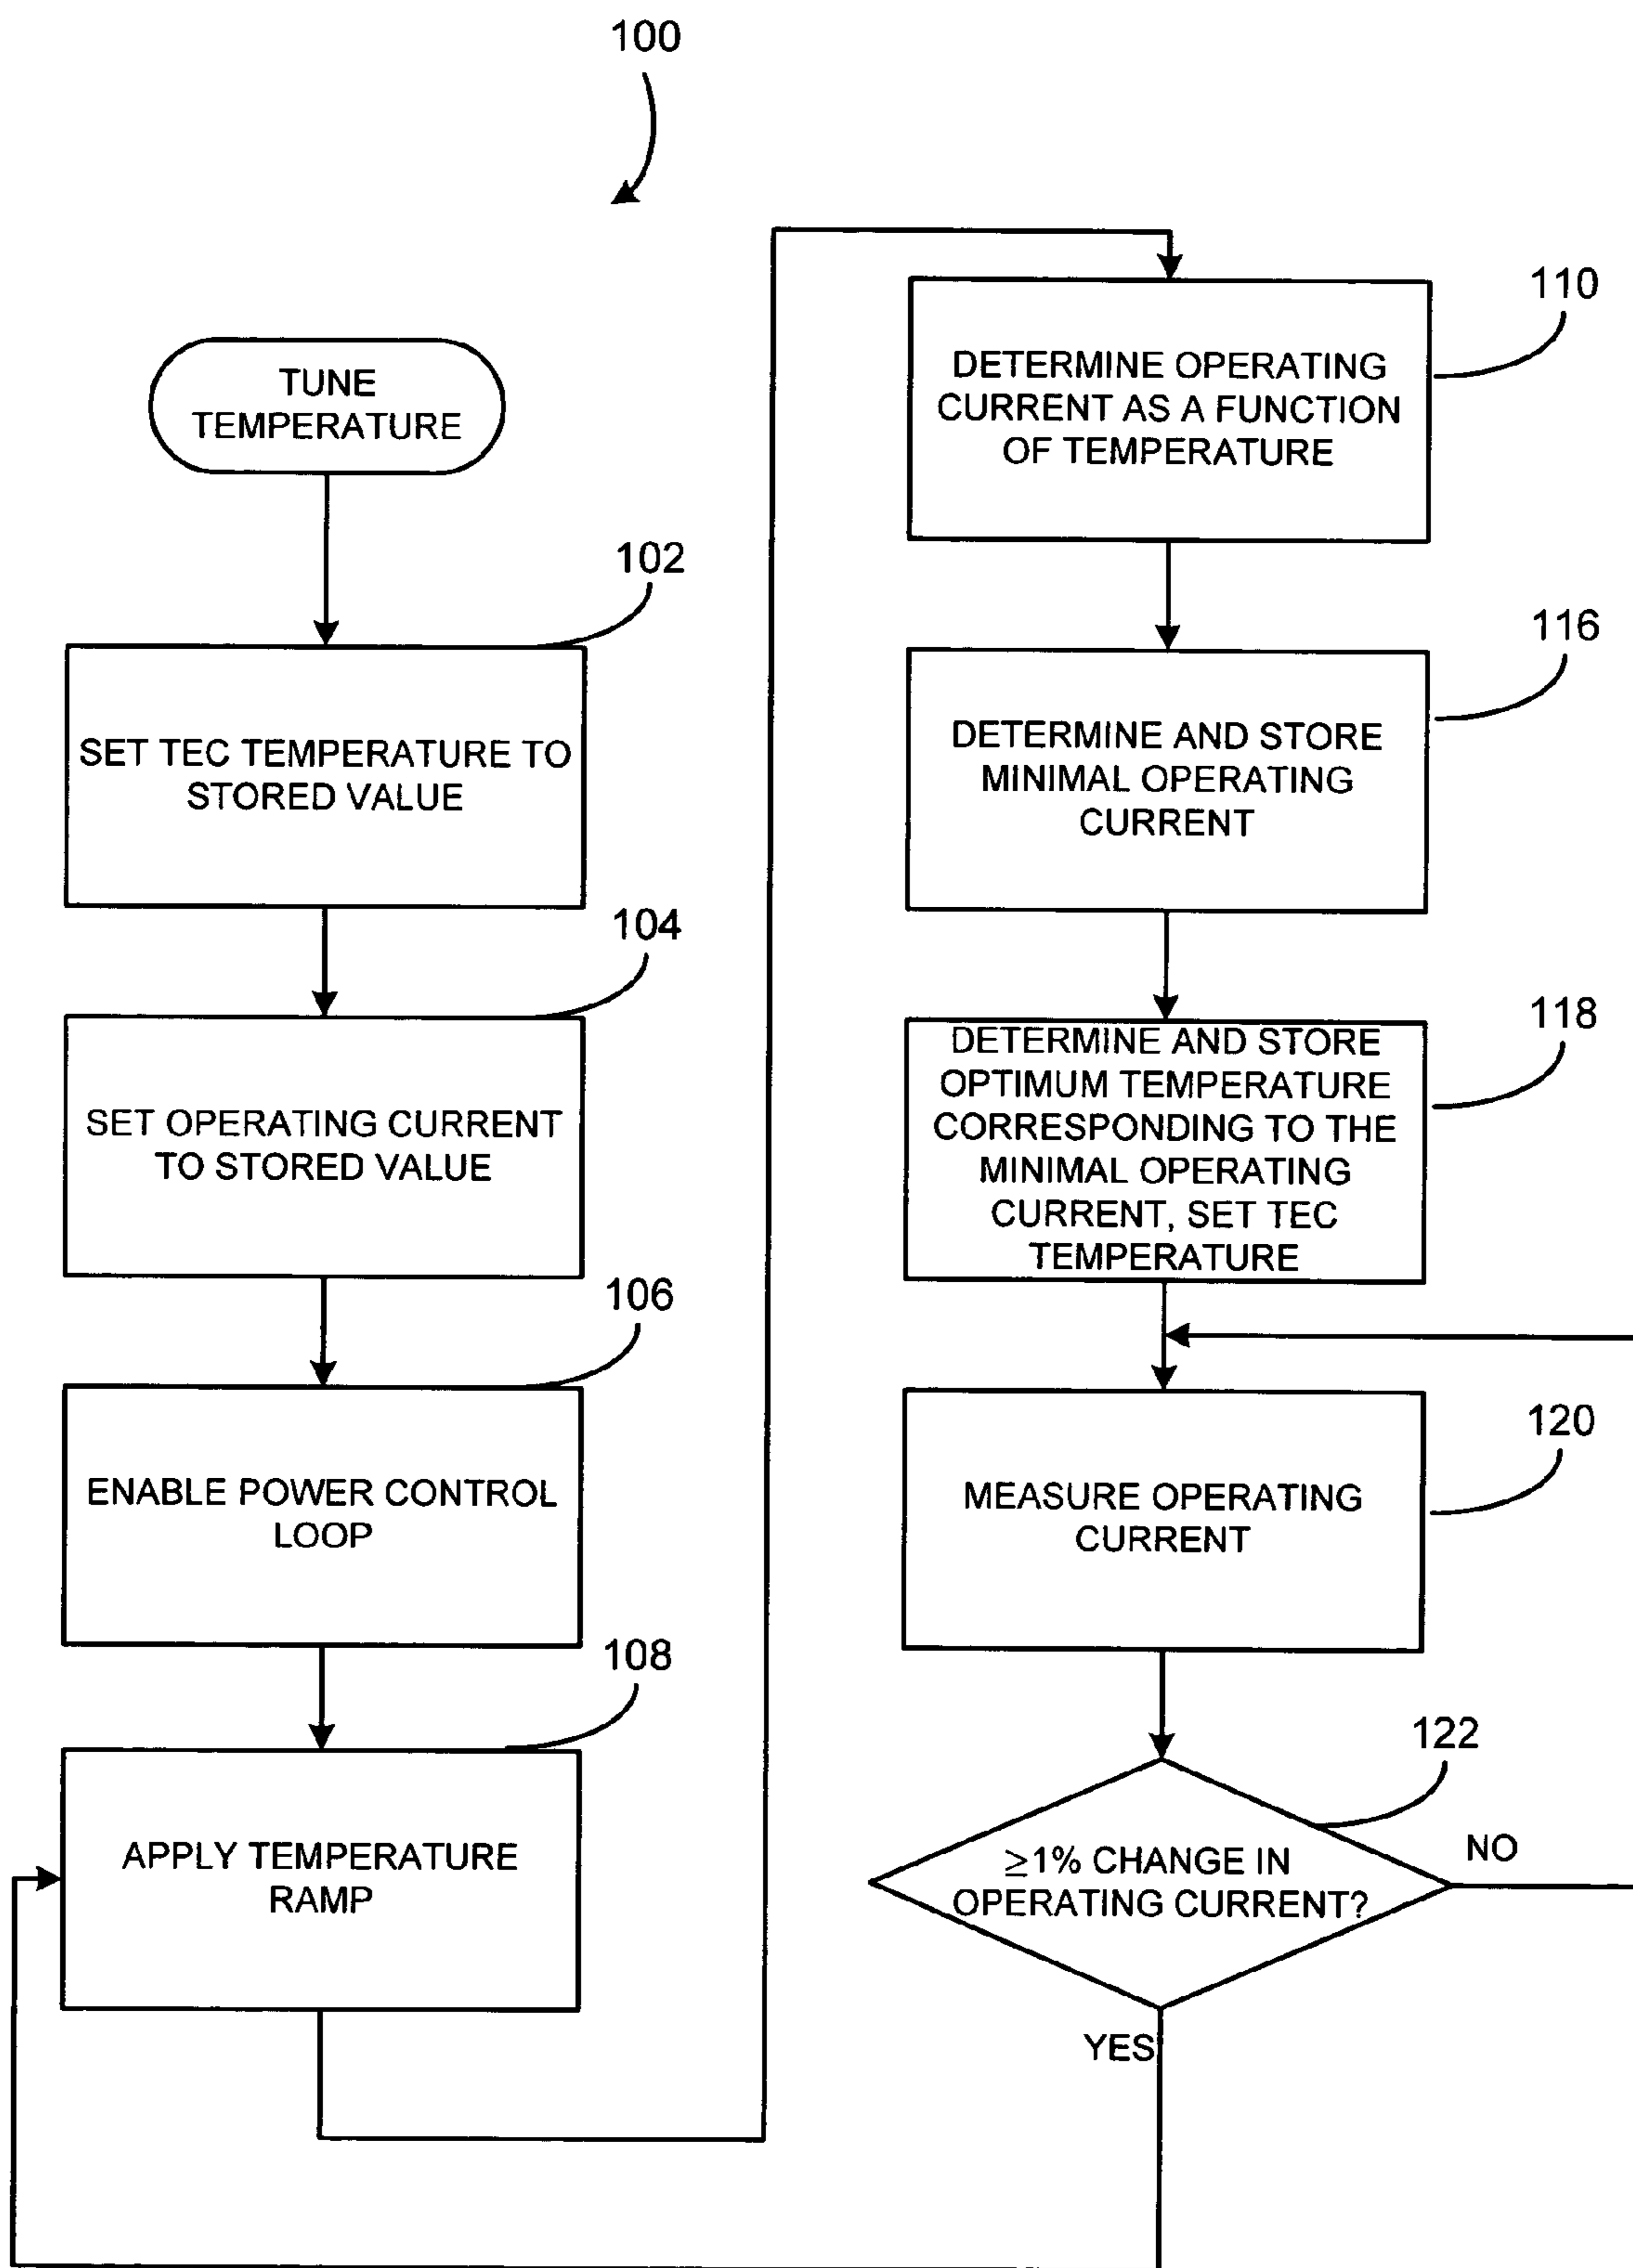 100
TUNE
TEMPERATURE
102
SET TEC TEMPERATURE TO
STORED VALUE
104
SET OPERATING CURRENT
TO STORED VALUE
106
ENABLE POWER CONTROL
LOOP
108
APPLY TEMPERATURE
RAMP
110
DETERMINE OPERATING
CURRENT AS A FUNCTION
OF TEMPERATURE
116
DETERMINE AND STORE
MINIMAL OPERATING
CURRENT
118
DETERMINE AND STORE
OPTIMUM TEMPERATURE
CORRESPONDING TO THE
MINIMAL OPERATING
CURRENT, SET TEC
TEMPERATURE
120
MEASURE OPERATING
CURRENT
122
≥1% CHANGE IN
OPERATING CURRENT?
NO
YES